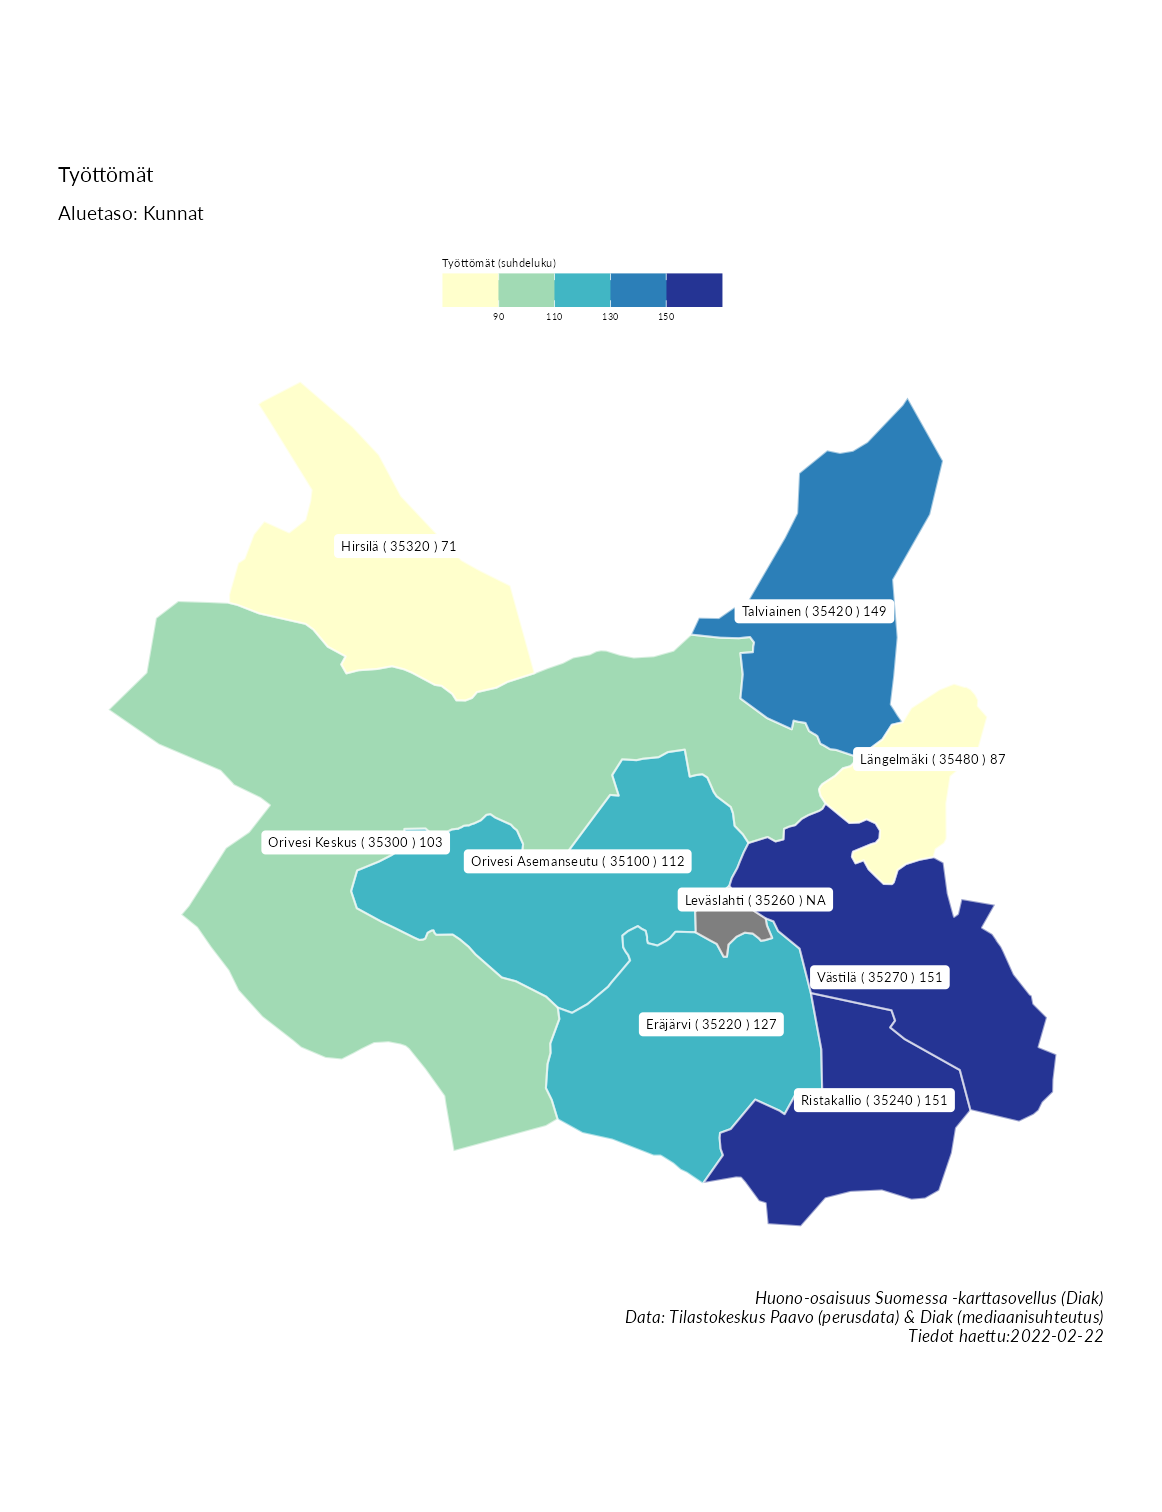 Työttömät
Aluetaso: Kunnat
Työttömät (suhdeluku)
90 110 130 150
Hirsilä ( 35320 ) 71
Talviainen ( 35420 ) 149
Längelmäki ( 35480 ) 87
Orivesi Keskus ( 35300 ) 103
Orivesi Asemanseutu ( 35100 ) 112
Leväslahti ( 35260 ) NA
Västilä ( 35270 ) 151
Eräjärvi ( 35220 ) 127
Ristakallio ( 35240 ) 151
Huono-osaisuus Suomessa -karttasovellus (Diak)
Data: Tilastokeskus Paavo (perusdata) & Diak (mediaanisuhteutus)
Tiedot haettu:2022-02-22